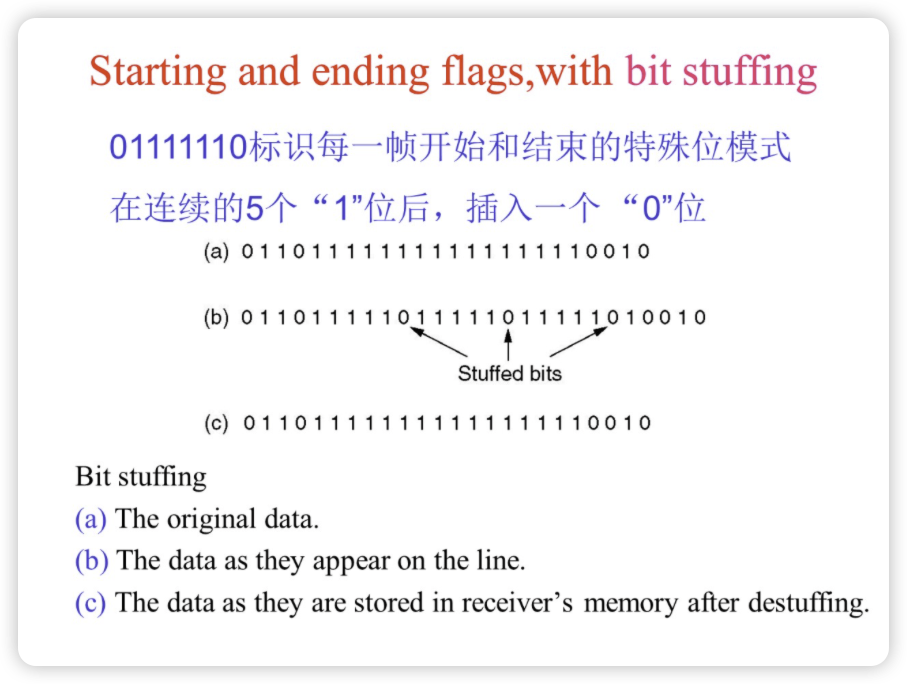 Starting and ending flags,with bit stuffing
01111110标识每一帧开始和结束的特殊位模式
在连续的5个“1”位后，插入一个“0”位
(a) 0 1 1 0 1 1 1 1 1 1 1 1 1 1 1 1 1 1 1 1 0 0 1 0
(b) 0 1 1 0 1 1 1 1 1 0 1 1 1 1 1 0 1 1 1 1 1 0 1 0 0 1 0
Stuffed bits
(c) 0 1 1 0 1 1 1 1 1 1 1 1 1 1 1 1 1 1 1 1 0 0 1 0
Bit stuffing
(a) The original data.
(b) The data as they appear on the line.
(c) The data as they are stored in receiver’s memory after destuffing.